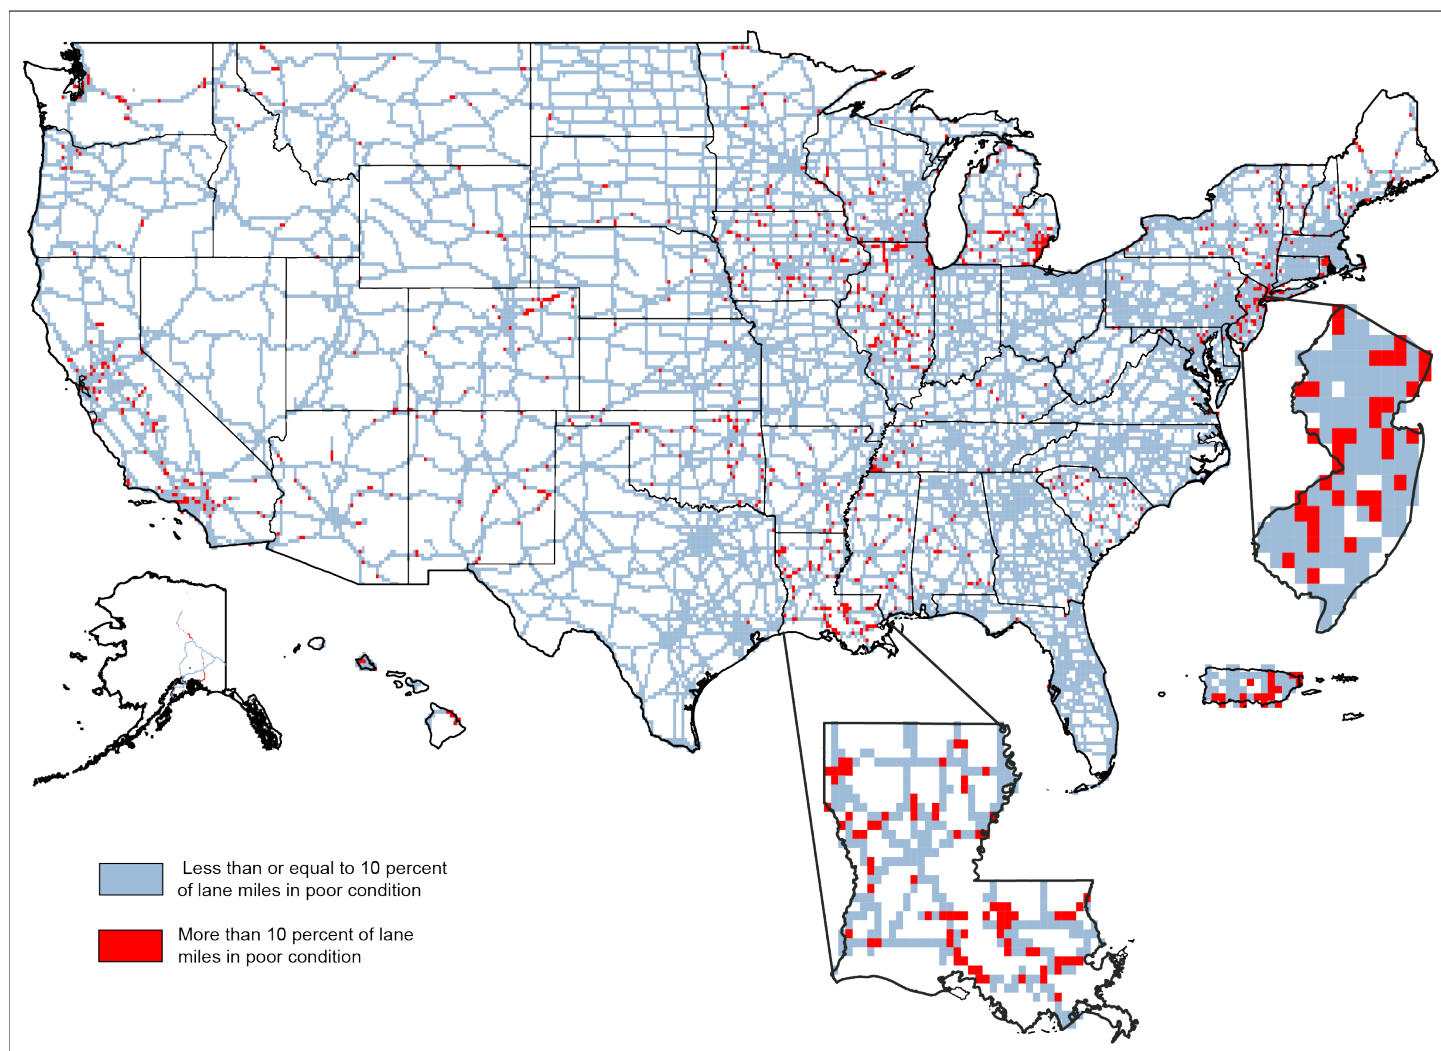 Less than or equal to 10 percent
of lane miles in poor condition
More than 10 percent of lane
miles in poor condition